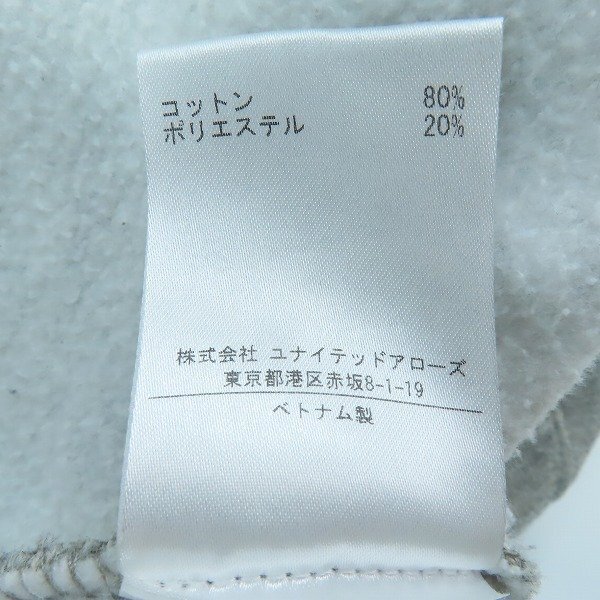 コットン 80%
ポリエステル 20%
株式会社 ユナイテッドアローズ
東京都港区赤坂8-1-19
ベトナム製